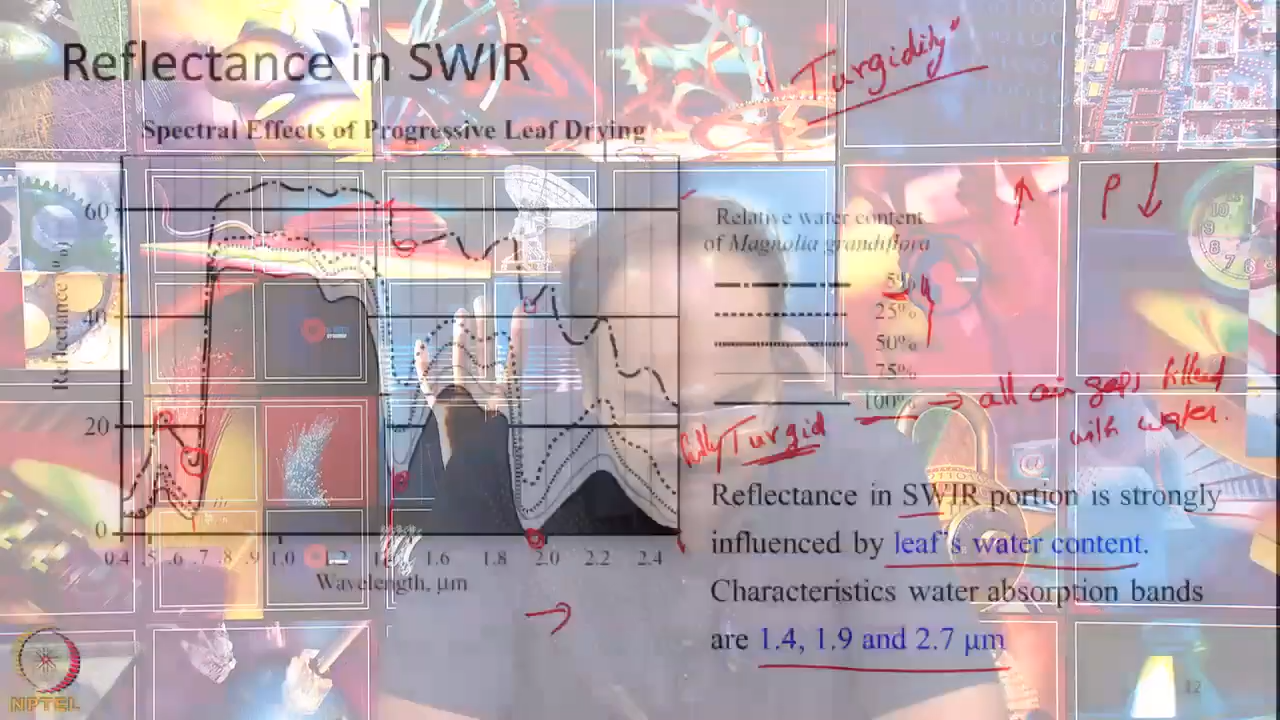 Reflectance in SWIR
"Turgidity"
Spectral Effects of Progressive Leaf Drying
Relative water content
of Magnolia grandiflora
5%
25%
50%
75%
100%
→ all air gaps filled
with water.
fully Turgid
ρ ↓
↑
60
40
20
0
Reflectance (%)
0.4 .5 .6 .7 .8 .9 1.0 1.2 1.6 1.8 2.0 2.2 2.4
Wavelength, µm
→
Reflectance in SWIR portion is strongly
influenced by leaf's water content.
Characteristics water absorption bands
are 1.4, 1.9 and 2.7 µm
12
NPTEL